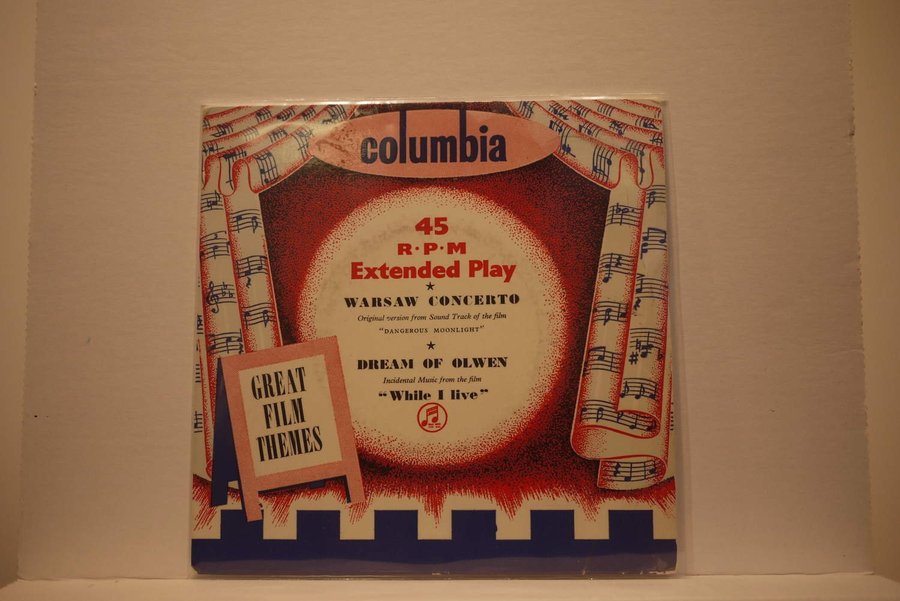 columbia
45
R·P·M
Extended Play
WARSAW CONCERTO
Original version from Sound Track of the film
"DANGEROUS MOONLIGHT"
DREAM OF OLWEN
Incidental Music from the film
"While I live"
GREAT
FILM
THEMES